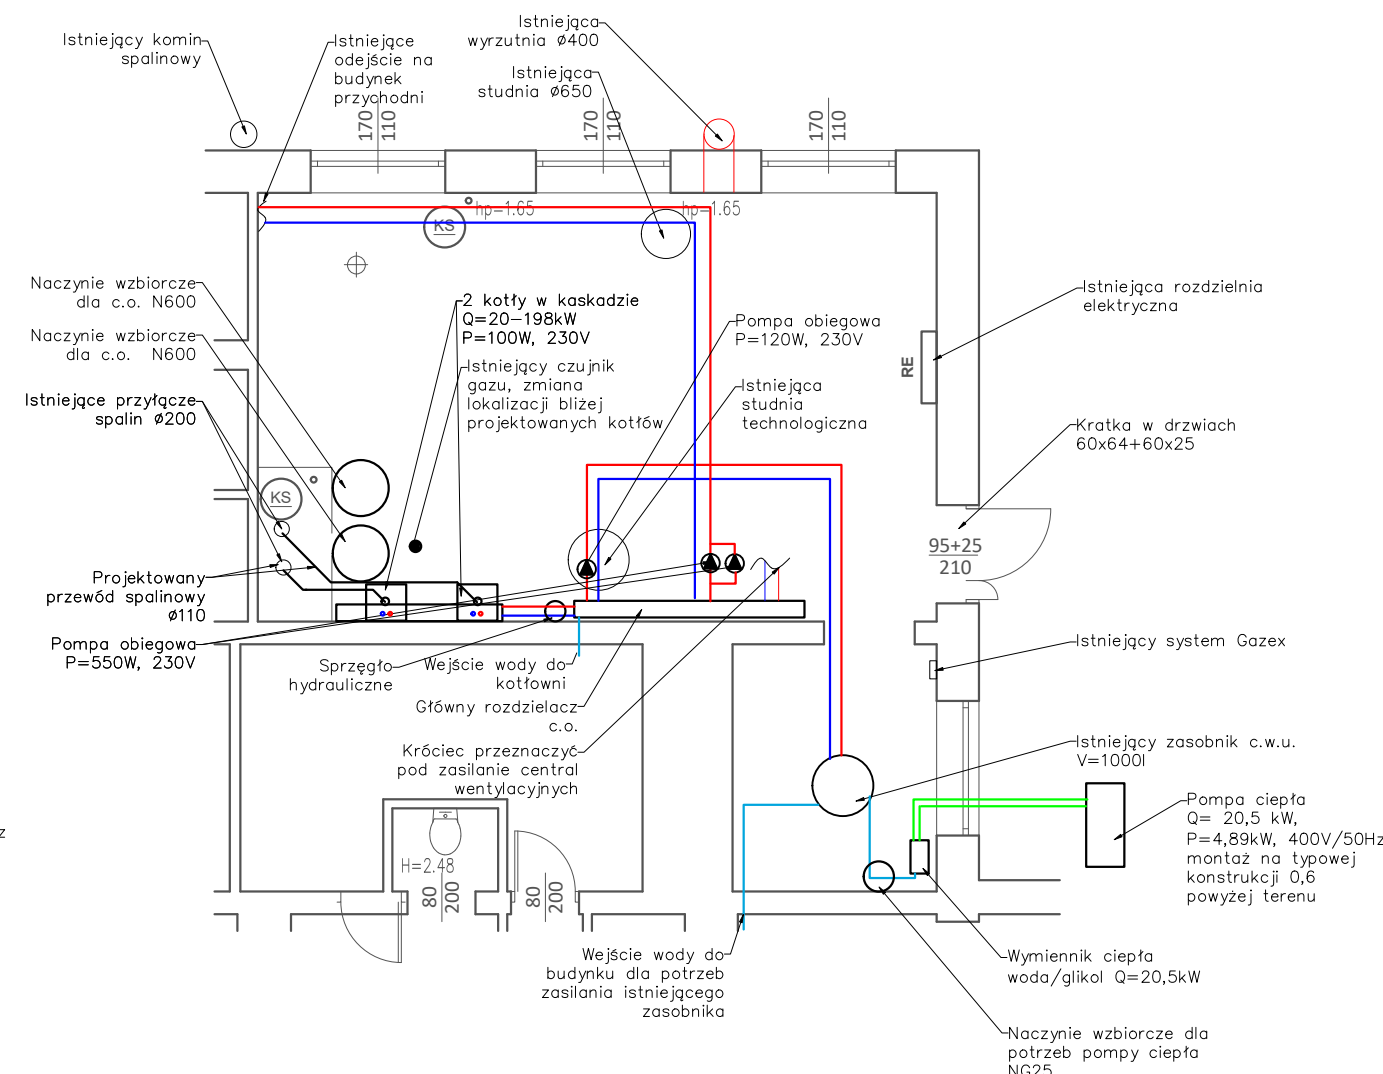 Istniejąca
wyrzutnia ø400
Istniejący komin
spalinowy
Istniejące
odejście na
budynek
przychodni
Istniejąca
studnia ø650
170
110
170
110
170
110
hp=1.65
hp=1.65
KS
Naczynie wzbiorcze
dla c.o. N600
Naczynie wzbiorcze
dla c.o. N600
Istniejące przyłącze
spalin ø200
2 kotły w kaskadzie
Q=20-198kW
P=100W, 230V
Istniejący czujnik
gazu, zmiana
lokalizacji bliżej
projektowanych kotłów
Pompa obiegowa
P=120W, 230V
Istniejąca
studnia
technologiczna
Istniejąca rozdzielnia
elektryczna
RE
Kratka w drzwiach
60x64+60x25
KS
95+25
210
Projektowany
przewód spalinowy
ø110
Pompa obiegowa
P=550W, 230V
Sprzęgło
hydrauliczne
Wejście wody do
kotłowni
Główny rozdzielacz
c.o.
Króciec przeznaczyć
pod zasilanie central
wentylacyjnych
Istniejący system Gazex
Istniejący zasobnik c.w.u.
V=1000l
Pompa ciepła
Q= 20,5 kW,
P=4,89kW, 400V/50Hz
montaż na typowej
konstrukcji 0,6
powyżej terenu
z
H=2.48
80
200
80
200
Wejście wody do
budynku dla potrzeb
zasilania istniejącego
zasobnika
Wymiennik ciepła
woda/glikol Q=20,5kW
Naczynie wzbiorcze dla
potrzeb pompy ciepła
NG25